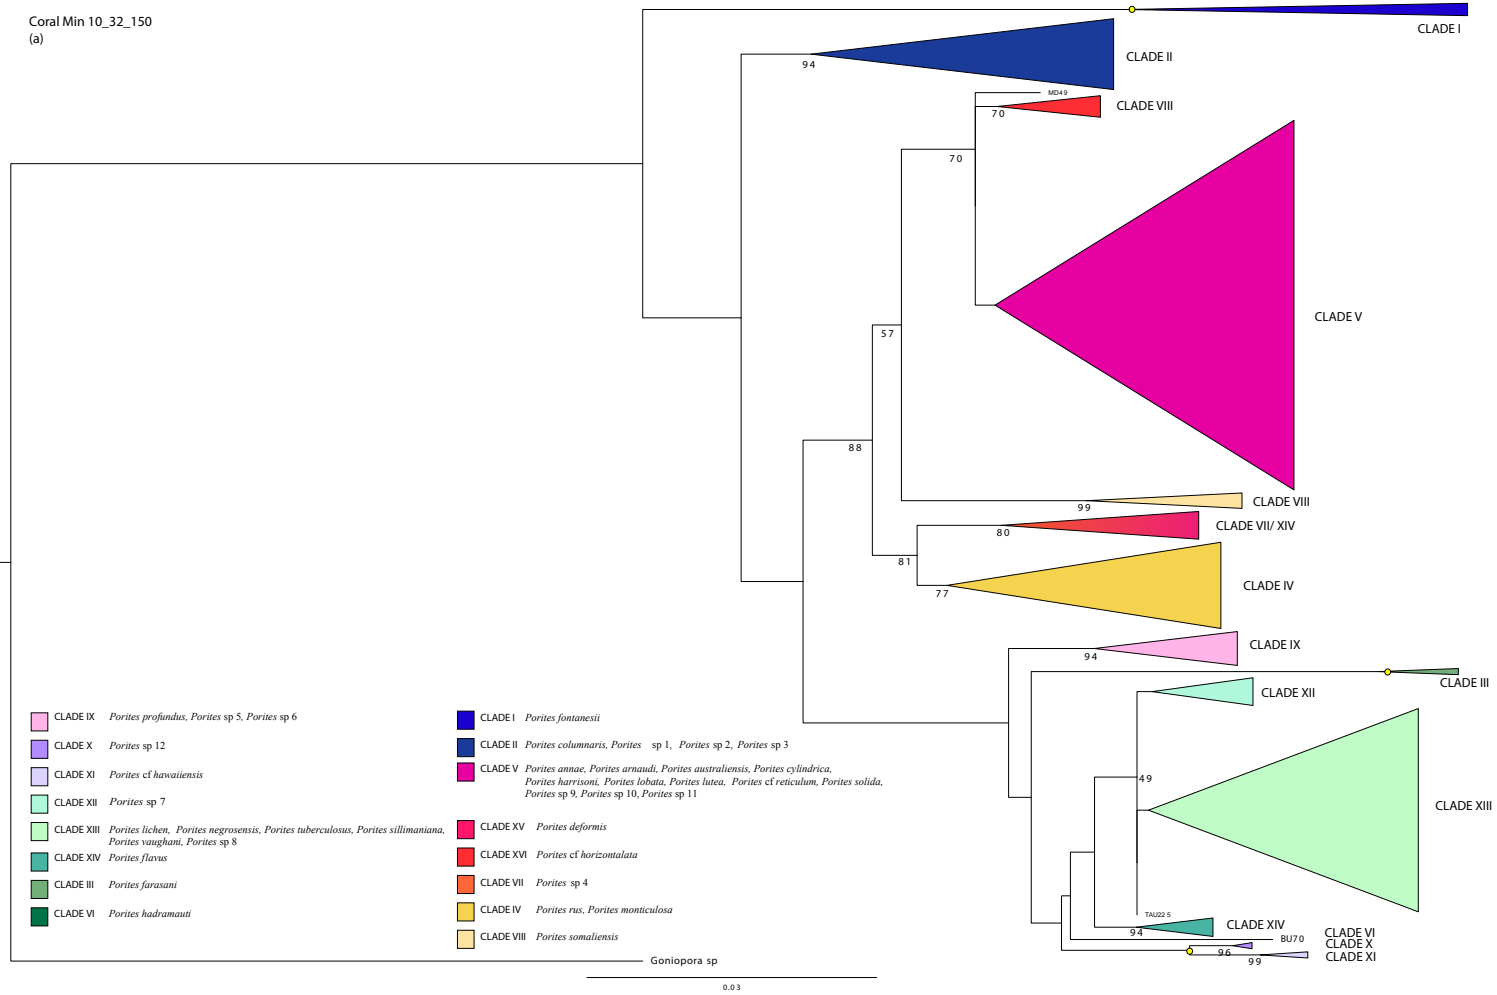 Coral Min 10_32_150
(a)
CLADE I
94
CLADE II
MD49
70
CLADE VIII
70
CLADE V
57
88
99
CLADE VIII
80
CLADE VII/ XIV
81
77
CLADE IV
94
CLADE IX
CLADE III
CLADE XII
49
CLADE XIII
TAU22 5
94
CLADE XIV
BU70
CLADE VI
96
CLADE X
99
CLADE XI
Goniopora sp
0.03
CLADE IX Porites profundus, Porites sp 5, Porites sp 6
CLADE X Porites sp 12
CLADE XI Porites cf hawaiiensis
CLADE XII Porites sp 7
CLADE XIII Porites lichen, Porites negrosensis, Porites tuberculosus, Porites sillimaniana,
Porites vaughani, Porites sp 8
CLADE XIV Porites flavus
CLADE III Porites farasani
CLADE VI Porites hadramauti
CLADE I Porites fontanesii
CLADE II Porites columnaris, Porites sp 1, Porites sp 2, Porites sp 3
CLADE V Porites annae, Porites arnaudi, Porites australiensis, Porites cylindrica,
Porites harrisoni, Porites lobata, Porites lutea, Porites cf reticulum, Porites solida,
Porites sp 9, Porites sp 10, Porites sp 11
CLADE XV Porites deformis
CLADE XVI Porites cf horizontalata
CLADE VII Porites sp 4
CLADE IV Porites rus, Porites monticulosa
CLADE VIII Porites somaliensis